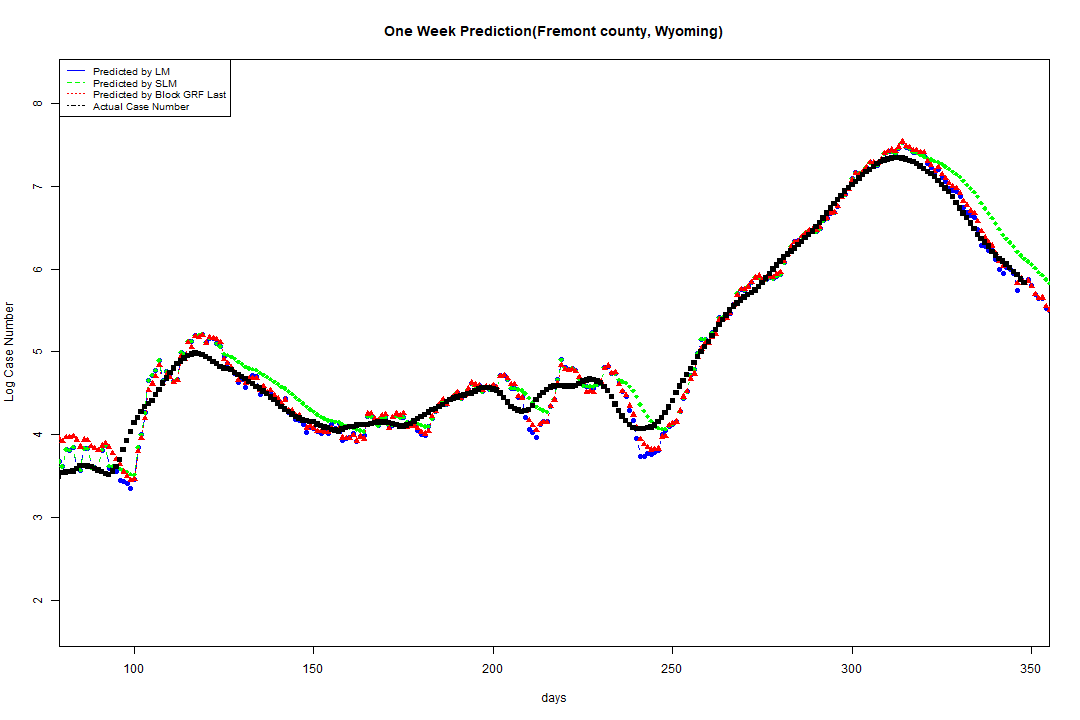 One Week Prediction(Fremont county, Wyoming)
Predicted by LM
Predicted by SLM
Predicted by Block GRF Last
Actual Case Number
8
7
6
5
4
3
2
Log Case Number
100 150 200 250 300 350
days